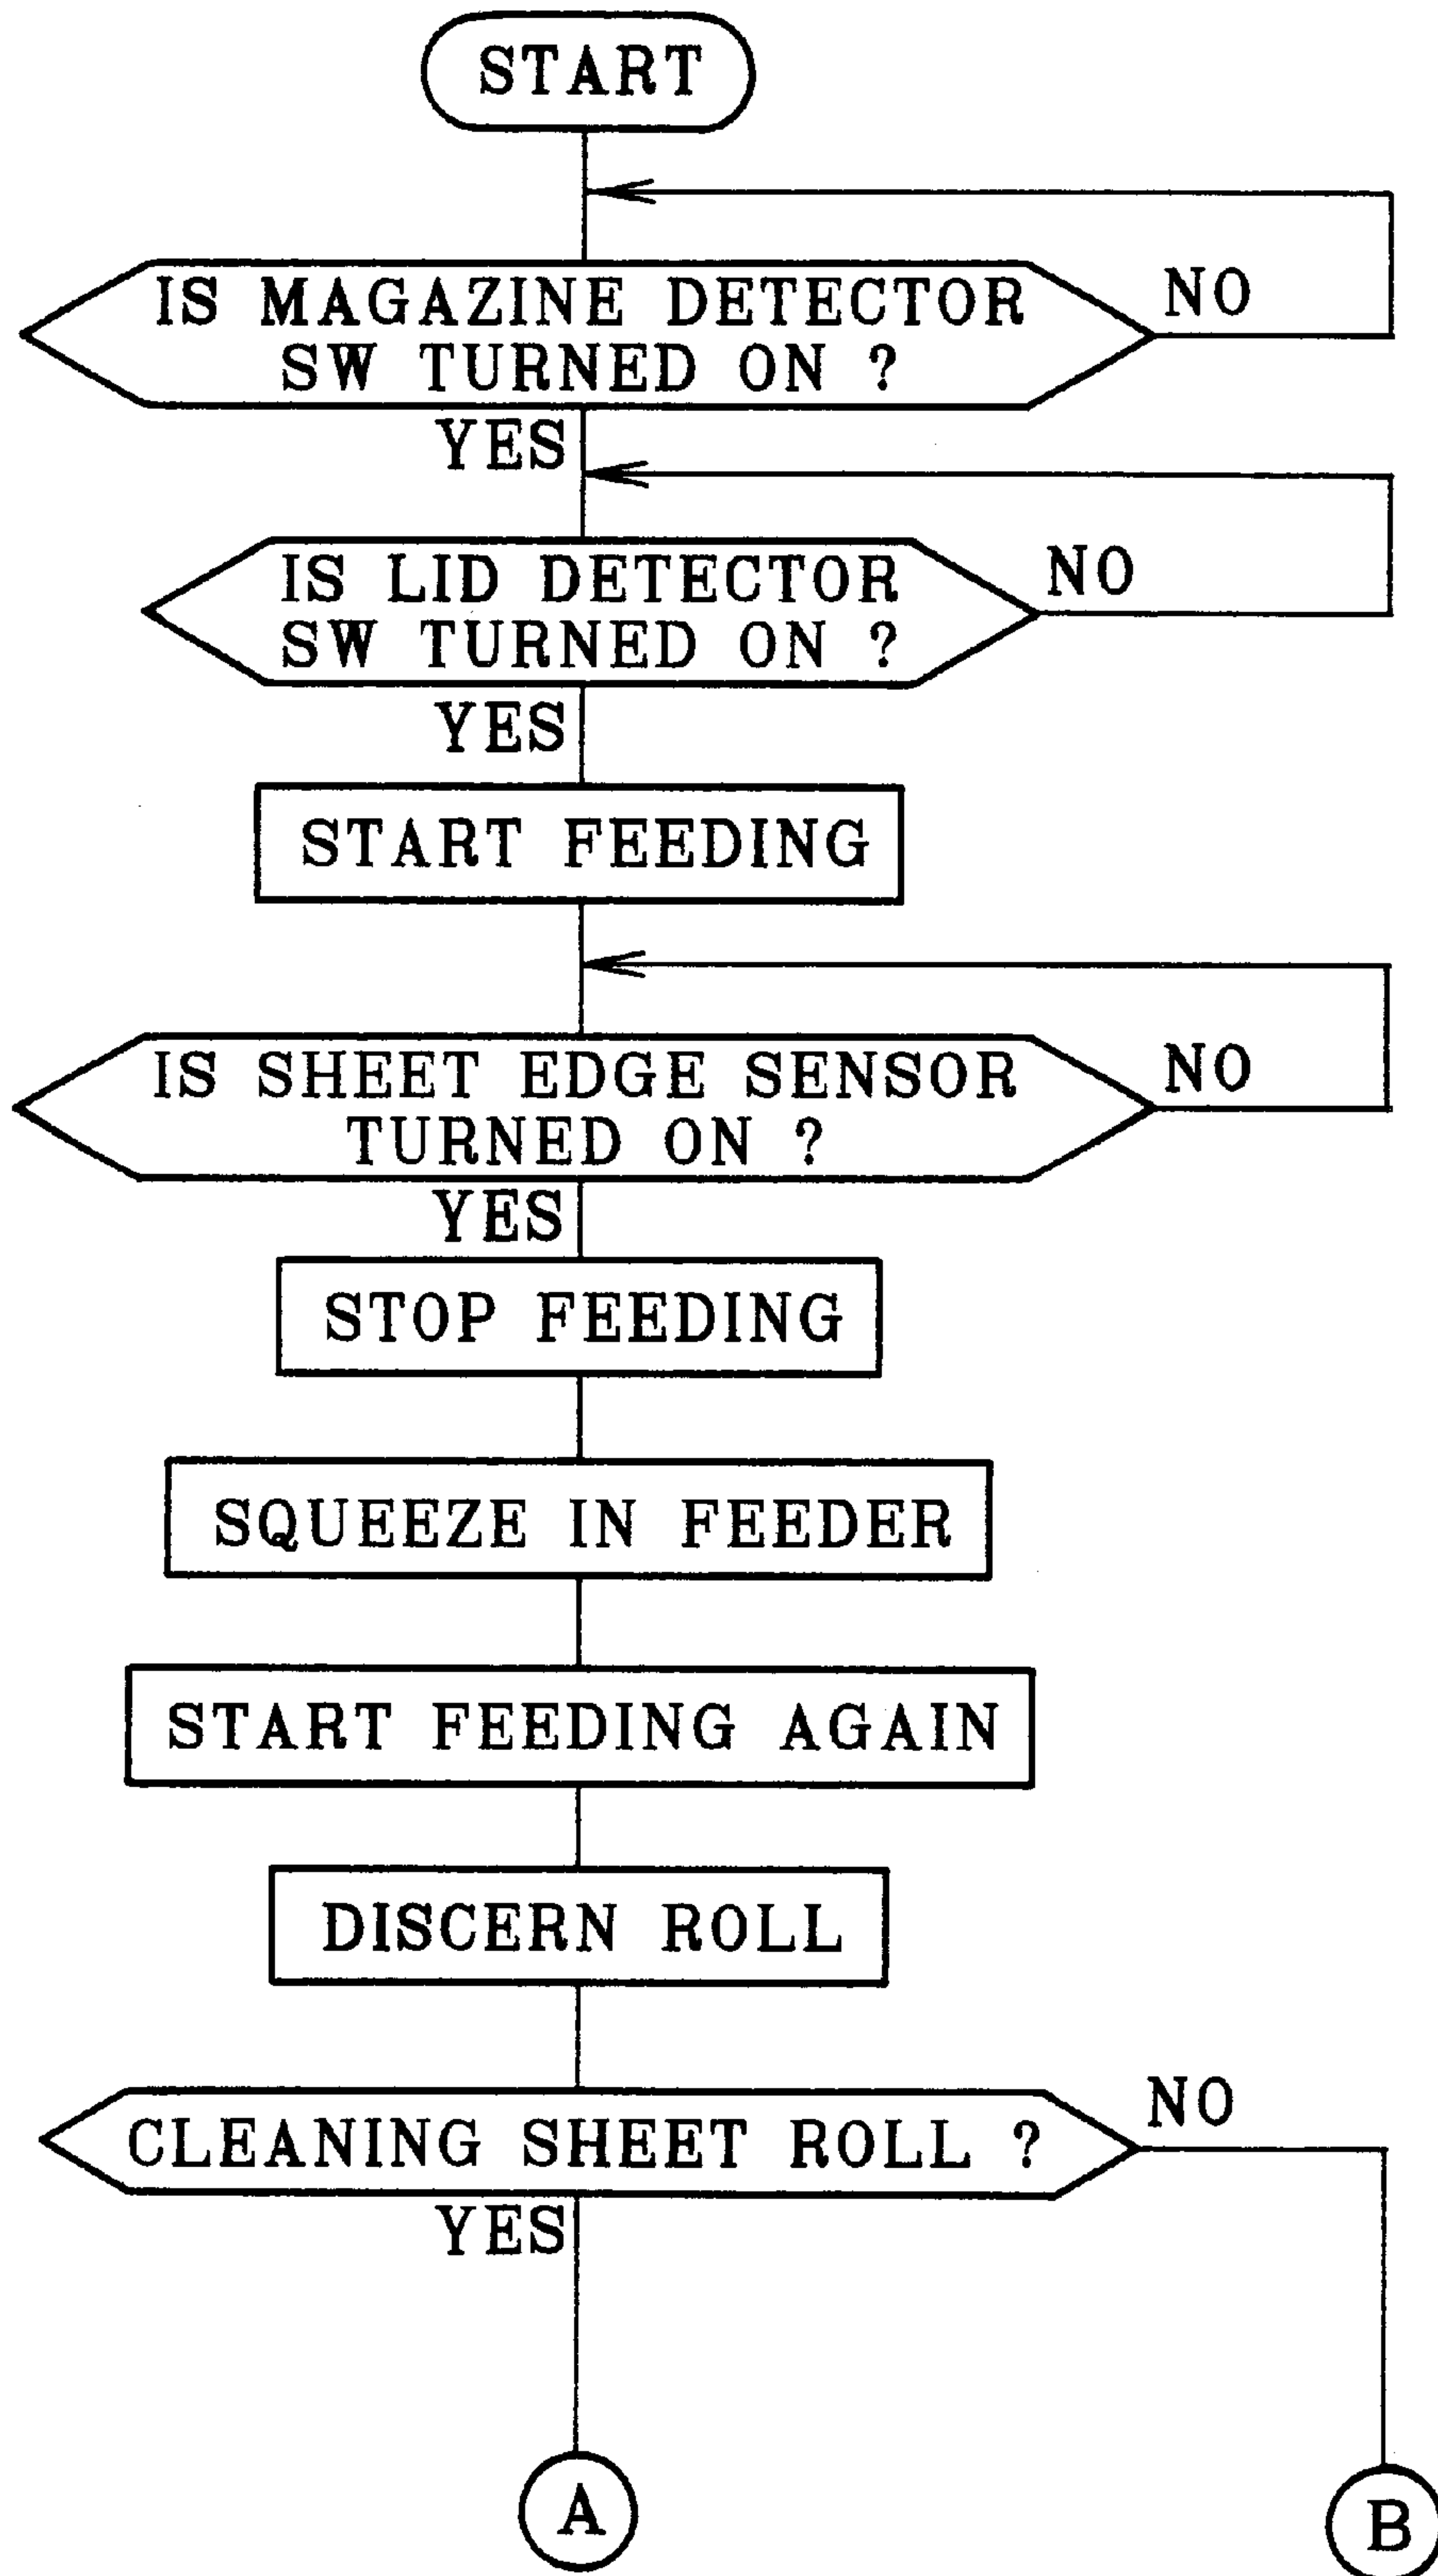 START
IS MAGAZINE DETECTOR
SW TURNED ON ?
NO
YES
IS LID DETECTOR
SW TURNED ON ?
NO
YES
START FEEDING
IS SHEET EDGE SENSOR
TURNED ON ?
NO
YES
STOP FEEDING
SQUEEZE IN FEEDER
START FEEDING AGAIN
DISCERN ROLL
CLEANING SHEET ROLL ?
NO
YES
A
B